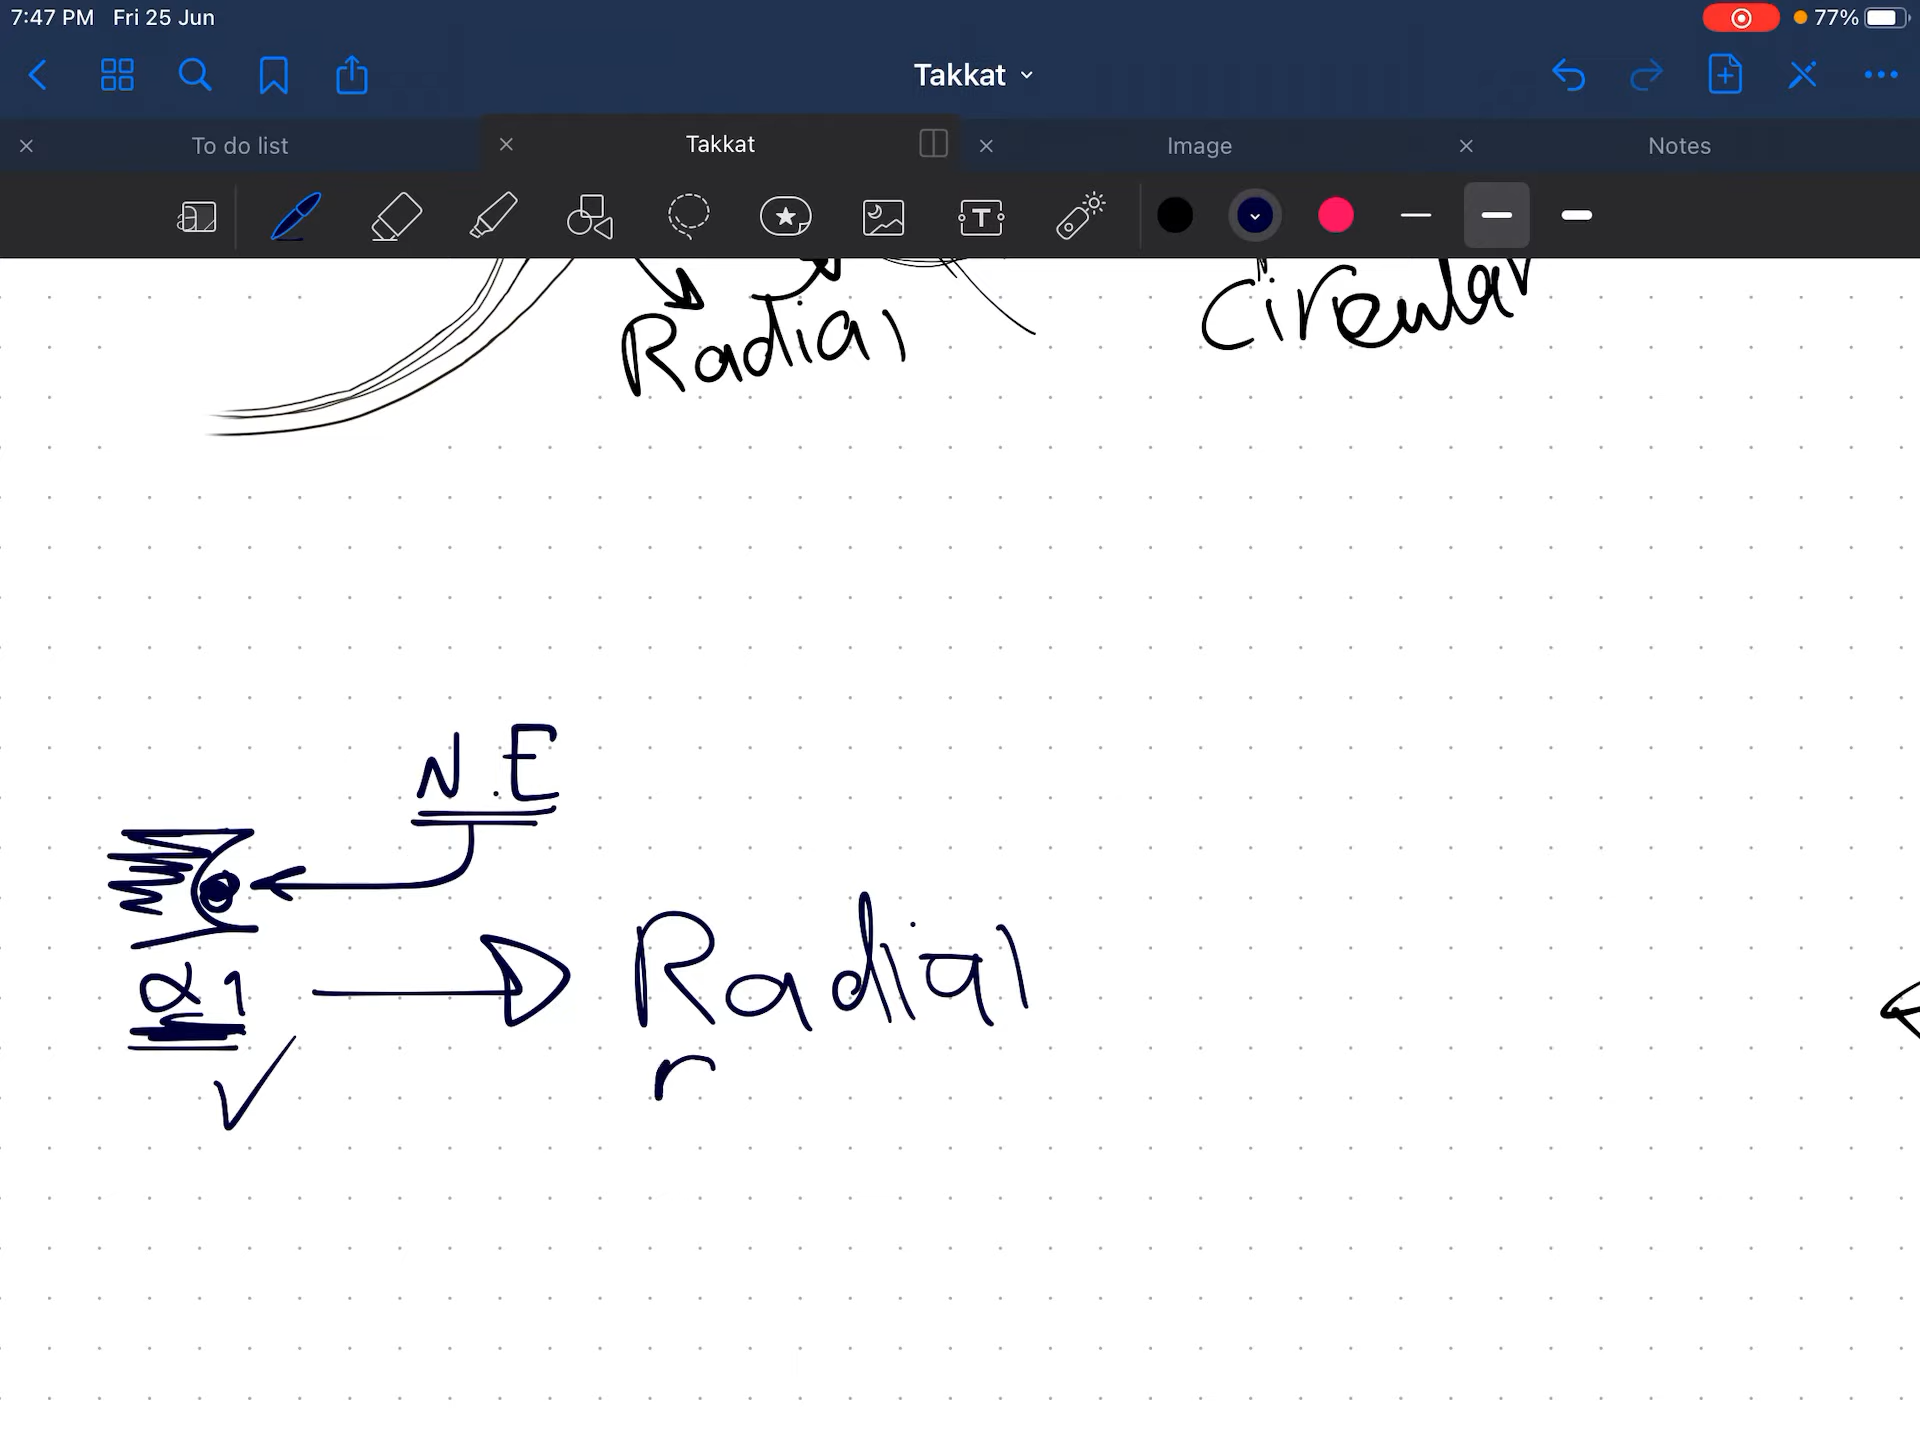 7:47 PM Fri 25 Jun
77%
Takkat
To do list
Takkat
Image
Notes
Radial
Circular
N.E
α1
Radial
r